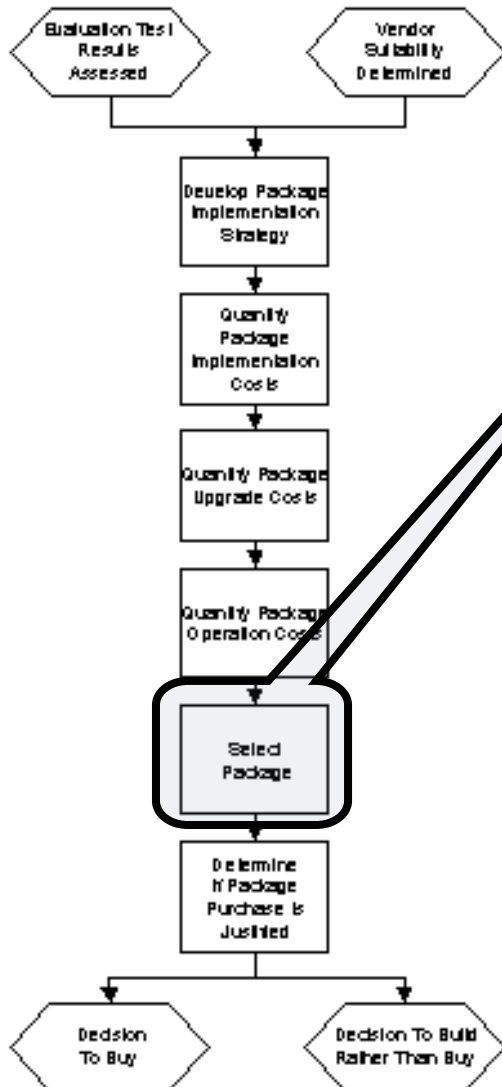 Evaluation Test
Results
Assessed
Vendor
Suitability
Determined
Develop Package
Implementation
Strategy
Quantify
Package
Implementation
Costs
Quantify Package
Upgrade Costs
Quantify Package
Operation Costs
Select
Package
Determine
If Package
Purchase Is
Justified
Decision
To Buy
Decision To Build
Rather Than Buy